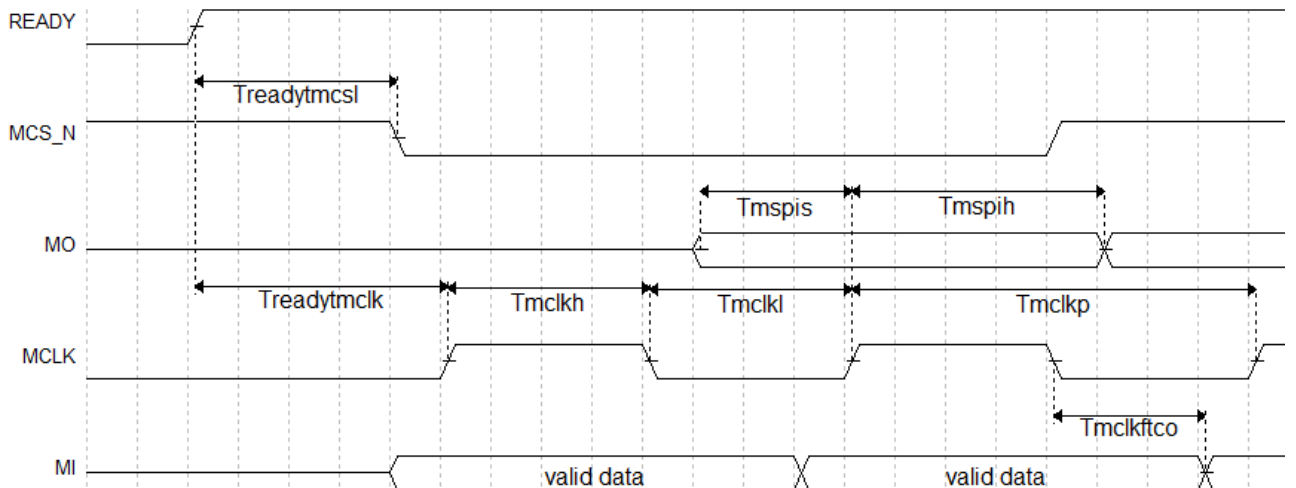 READY
Treadytmcsl
MCS_N
Tmspis Tmspih
MO
Treadytmclk Tmclkh Tmclkl Tmclkp
MCLK
Tmclkftco
MI valid data valid data